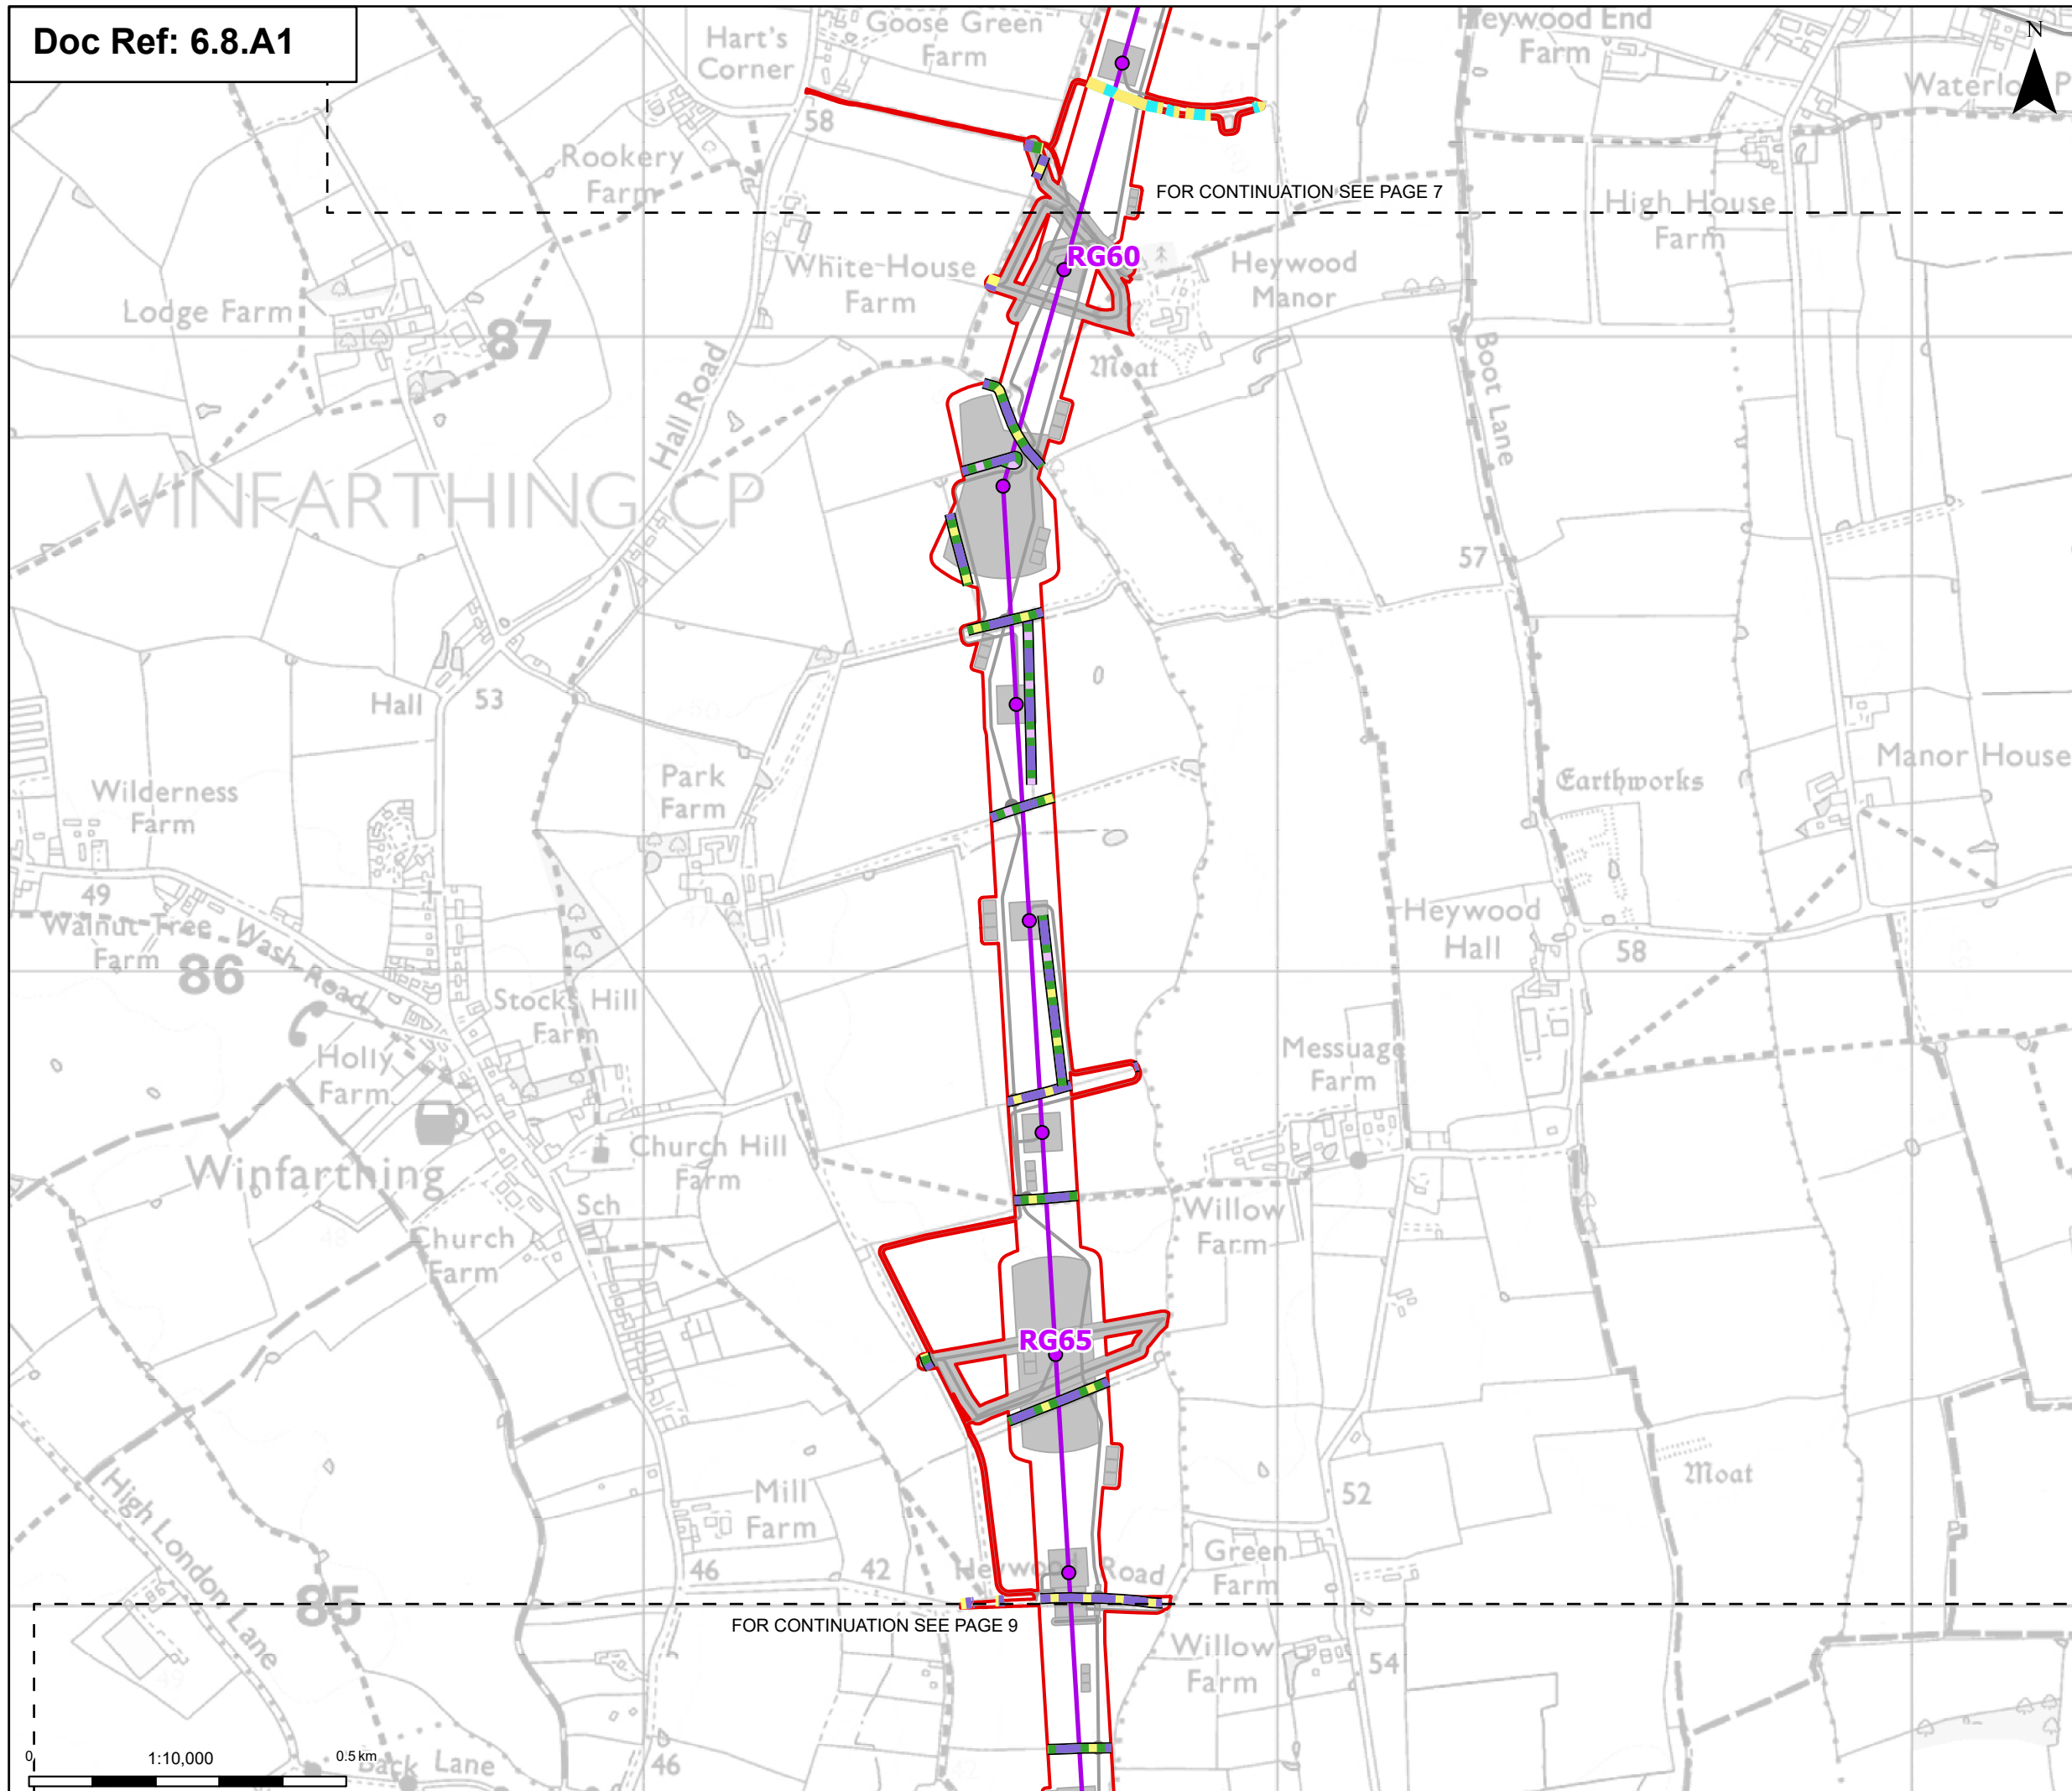 Doc Ref: 6.8.A1
Hart's
Corner
Goose Green
Farm
Heywood End
Farm
N
Waterloo
58
Rookery
Farm
FOR CONTINUATION SEE PAGE 7
High House
Farm
RG60
White House
Farm
Heywood
Manor
Lodge Farm
87
Moat
Boot Lane
Hall Road
WINFARTHING CP
57
Hall
53
Park
Farm
Manor House
Earthworks
Wilderness
Farm
49
47
Walnut Tree
Farm
Wash Road
Heywood
Hall
58
86
Stocks Hill
Farm
Holly
Farm
Messuage
Farm
Winfarthing
Church Hill
Farm
Sch
Willow
Farm
48
Church
Farm
RG65
High London Lane
Mill
Farm
52
Moat
46
42
Heywood Road
Green
Farm
85
FOR CONTINUATION SEE PAGE 9
Willow
Farm
54
49
0
1:10,000
0.5 km
Back Lane
46